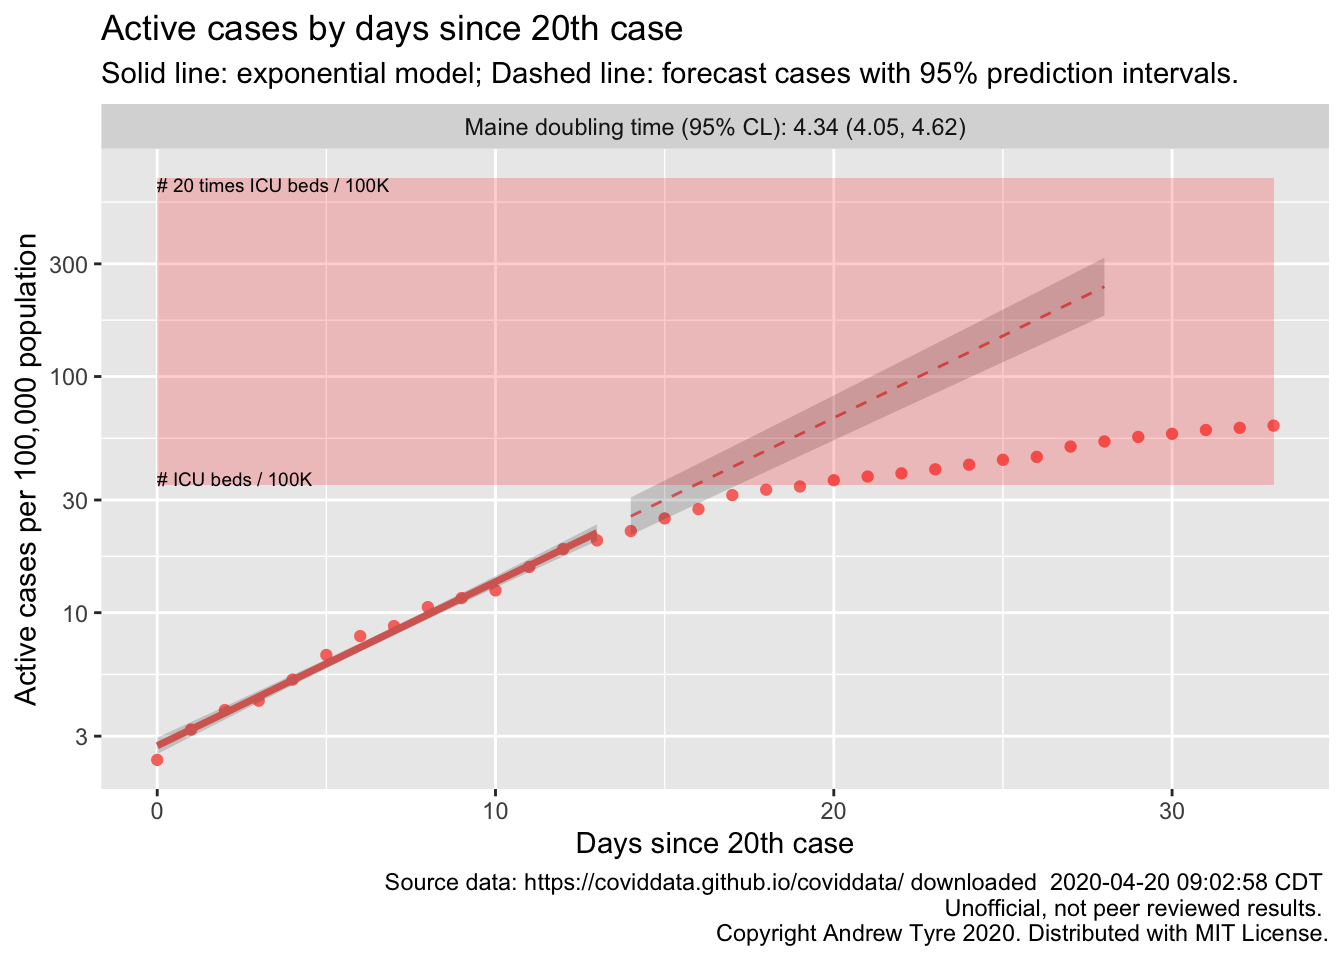 Active cases by days since 20th case
Solid line: exponential model; Dashed line: forecast cases with 95% prediction intervals.
Maine doubling time (95% CL): 4.34 (4.05, 4.62)
# 20 times ICU beds / 100K
# ICU beds / 100K
Active cases per 100,000 population
300
100
30
10
3
0 10 20 30
Days since 20th case
Source data: https://coviddata.github.io/coviddata/ downloaded  2020-04-20 09:02:58 CDT
Unofficial, not peer reviewed results.
Copyright Andrew Tyre 2020. Distributed with MIT License.